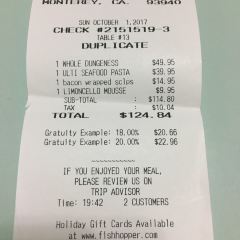 MONTEREY, CA. 93940
SUN OCTOBER 1, 2017
CHECK #2151519-3
TABLE #13
DUPLICATE
1 WHOLE DUNGENESS $49.95
1 ULTI SEAFOOD PASTA $39.95
1 bacon wrapped sclps $14.95
1 LIMONCELLO MOUSSE $9.95
SUB-TOTAL : $114.80
TAX : $10.04
TOTAL $124.84
Gratuity Example: 18.00% $20.66
Gratuity Example: 20.00% $22.96
IF YOU ENJOYED YOUR MEAL,
PLEASE REVIEW US ON
TRIP ADVISOR
Time: 19:42 2 CUSTOMERS
Holiday Gift Cards Available
at www.fishhopper.com